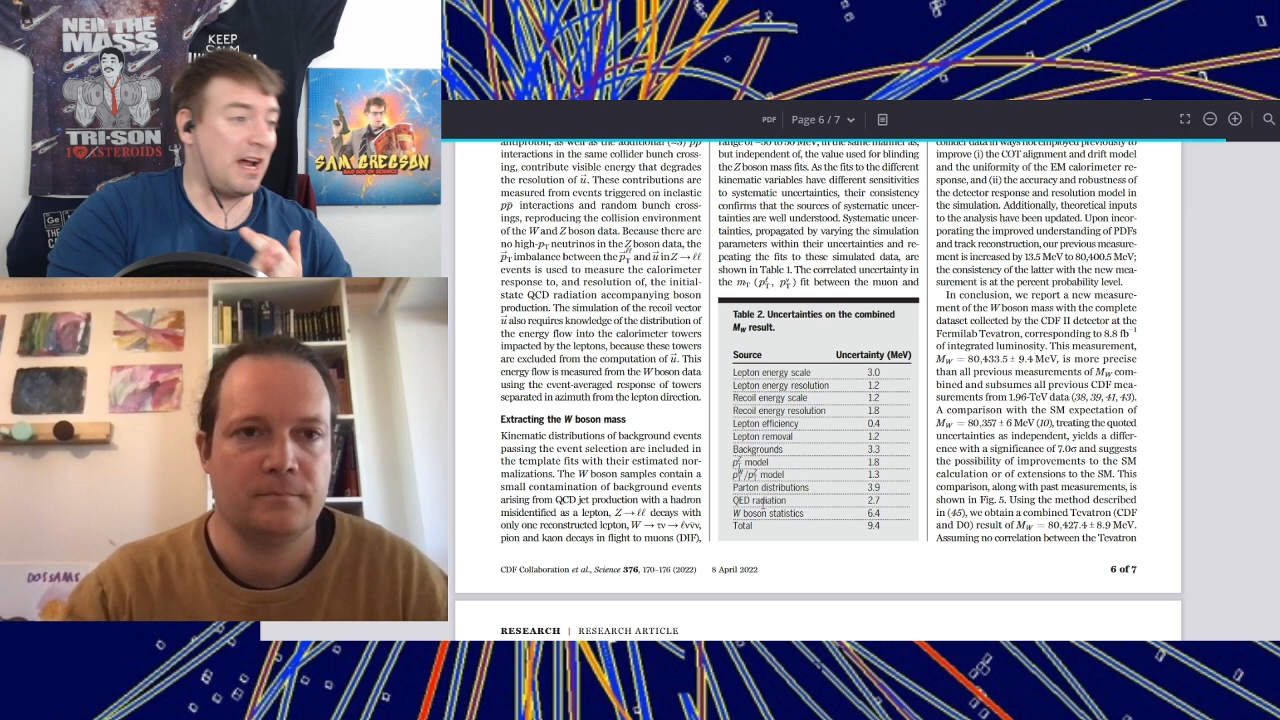 NEIL THE
MASS
TRI-SON
I ASTEROIDS
KEEP
CALM
SAM GREGSON
BAD BOY OF SCIENCE
Ge
THE
CA
DOSSAMS
PDF
Page 6 / 7
interactions in the same collider bunch cross-
ing, contribute visible energy that degrades
the resolution of u⃗. These contributions are
measured from events triggered on inelastic
pp̄ interactions and random bunch cross-
ings, reproducing the collision environment
of the W and Z boson data. Because there are
no high-pT neutrinos in the Z boson data, the
p⃗T imbalance between the p⃗Tℓℓ and u⃗ in Z → ℓℓ
events is used to measure the calorimeter
response to, and resolution of, the initial-
state QCD radiation accompanying boson
production. The simulation of the recoil vector
u⃗ also requires knowledge of the distribution of
the energy flow into the calorimeter towers
impacted by the leptons, because these towers
are excluded from the computation of u⃗. This
energy flow is measured from the W boson data
using the event-averaged response of towers
separated in azimuth from the lepton direction.
Extracting the W boson mass
Kinematic distributions of background events
passing the event selection are included in
the template fits with their estimated nor-
malizations. The W boson samples contain a
small contamination of background events
arising from QCD jet production with a hadron
misidentified as a lepton, Z → ℓℓ decays with
only one reconstructed lepton, W → τν → ℓνν̄ν,
pion and kaon decays in flight to muons (DIF),
range of −50 to 50 MeV, in the same manner as,
but independent of, the value used for blinding
the Z boson mass fits. As the fits to the different
kinematic variables have different sensitivities
to systematic uncertainties, their consistency
confirms that the sources of systematic uncer-
tainties are well understood. Systematic uncer-
tainties, propagated by varying the simulation
parameters within their uncertainties and re-
peating the fits to these simulated data, are
shown in Table 1. The correlated uncertainty in
the mT (pTℓ, pTν) fit between the muon and
Table 2. Uncertainties on the combined
MW result.
Source Uncertainty (MeV)
Lepton energy scale 3.0
Lepton energy resolution 1.2
Recoil energy scale 1.2
Recoil energy resolution 1.8
Lepton efficiency 0.4
Lepton removal 1.2
Backgrounds 3.3
pTZ model 1.8
pTW/pTZ model 1.3
Parton distributions 3.9
QED radiation 2.7
W boson statistics 6.4
Total 9.4
collider data in ways not employed previously to
improve (i) the COT alignment and drift model
and the uniformity of the EM calorimeter re-
sponse, and (ii) the accuracy and robustness of
the detector response and resolution model in
the simulation. Additionally, theoretical inputs
to the analysis have been updated. Upon incor-
porating the improved understanding of PDFs
and track reconstruction, our previous measure-
ment is increased by 13.5 MeV to 80,400.5 MeV;
the consistency of the latter with the new mea-
surement is at the percent probability level.
In conclusion, we report a new measure-
ment of the W boson mass with the complete
dataset collected by the CDF II detector at the
Fermilab Tevatron, corresponding to 8.8 fb−1
of integrated luminosity. This measurement,
MW = 80,433.5 ± 9.4 MeV, is more precise
than all previous measurements of MW com-
bined and subsumes all previous CDF mea-
surements from 1.96-TeV data (38, 39, 41, 43).
A comparison with the SM expectation of
MW = 80,357 ± 6 MeV (10), treating the quoted
uncertainties as independent, yields a differ-
ence with a significance of 7.0σ and suggests
the possibility of improvements to the SM
calculation or of extensions to the SM. This
comparison, along with past measurements, is
shown in Fig. 5. Using the method described
in (45), we obtain a combined Tevatron (CDF
and D0) result of MW = 80,427.4 ± 8.9 MeV.
Assuming no correlation between the Tevatron
CDF Collaboration et al., Science 376, 170–176 (2022) 8 April 2022
6 of 7
RESEARCH | RESEARCH ARTICLE